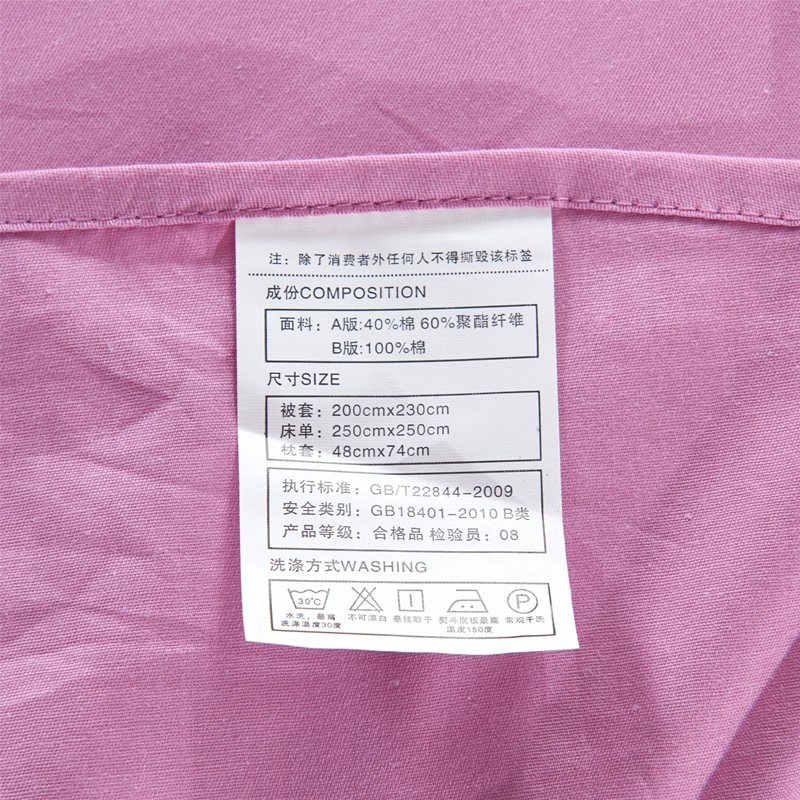 注：除了消费者外任何人不得撕毁该标签
成份COMPOSITION
面料：A版:40%棉 60%聚酯纤维
B版:100%棉
尺寸SIZE
被套：200cmx230cm
床单：250cmx250cm
枕套：48cmx74cm
执行标准：GB/T22844-2009
安全类别：GB18401-2010 B类
产品等级：合格品 检验员：08
洗涤方式WASHING
30℃
P
水洗，最高
洗涤温度30度
不可漂白
悬挂晾干
熨斗底板最高
温度150度
常规干洗